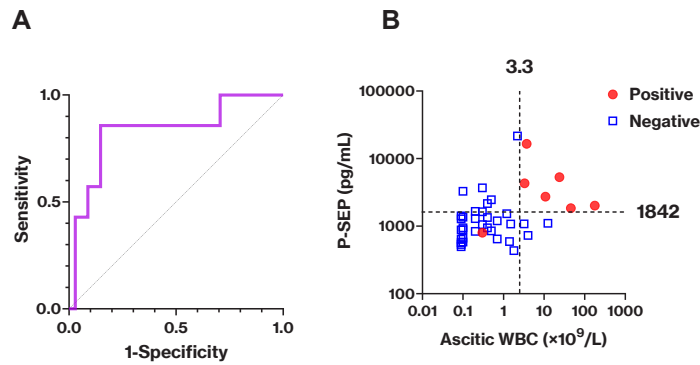 A
B
1.0
0.5
0.0
Sensitivity
0.0
0.5
1.0
1-Specificity
3.3
100000
10000
1000
100
P-SEP (pg/mL)
Positive
Negative
1842
0.01
0.1
1
10
100
1000
Ascitic WBC (×10⁹/L)